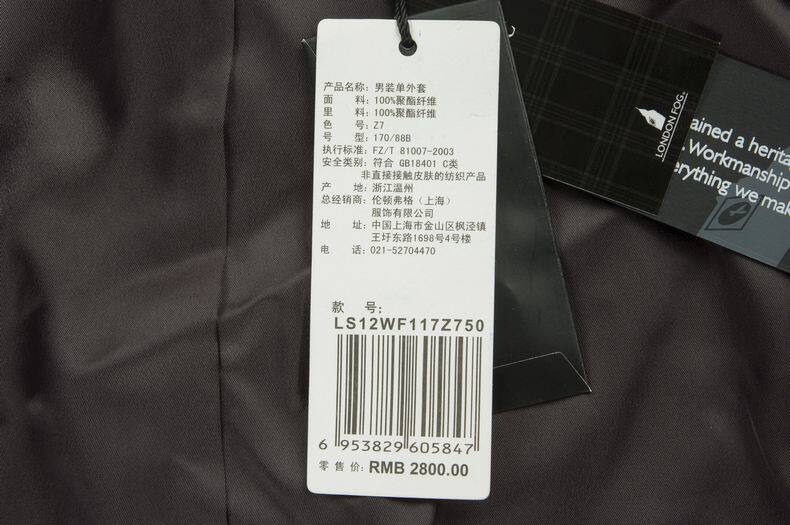 产品名称: 男装单外套
面 料: 100%聚酯纤维
里 料: 100%聚酯纤维
色 号: Z7
号 型: 170/88B
执行标准: FZ/T 81007-2003
安全类别: 符合 GB18401 C类
非直接接触皮肤的纺织产品
产 地: 浙江温州
总经销商: 伦顿弗格（上海）
服饰有限公司
地 址: 中国上海市金山区枫泾镇
王圩东路1698号4号楼
电 话: 021-52704470
款 号:
LS12WF117Z750
6 953829 605847
零 售 价: RMB 2800.00
LONDON FOG®
ained a herita
. Workmanship
erything we mak